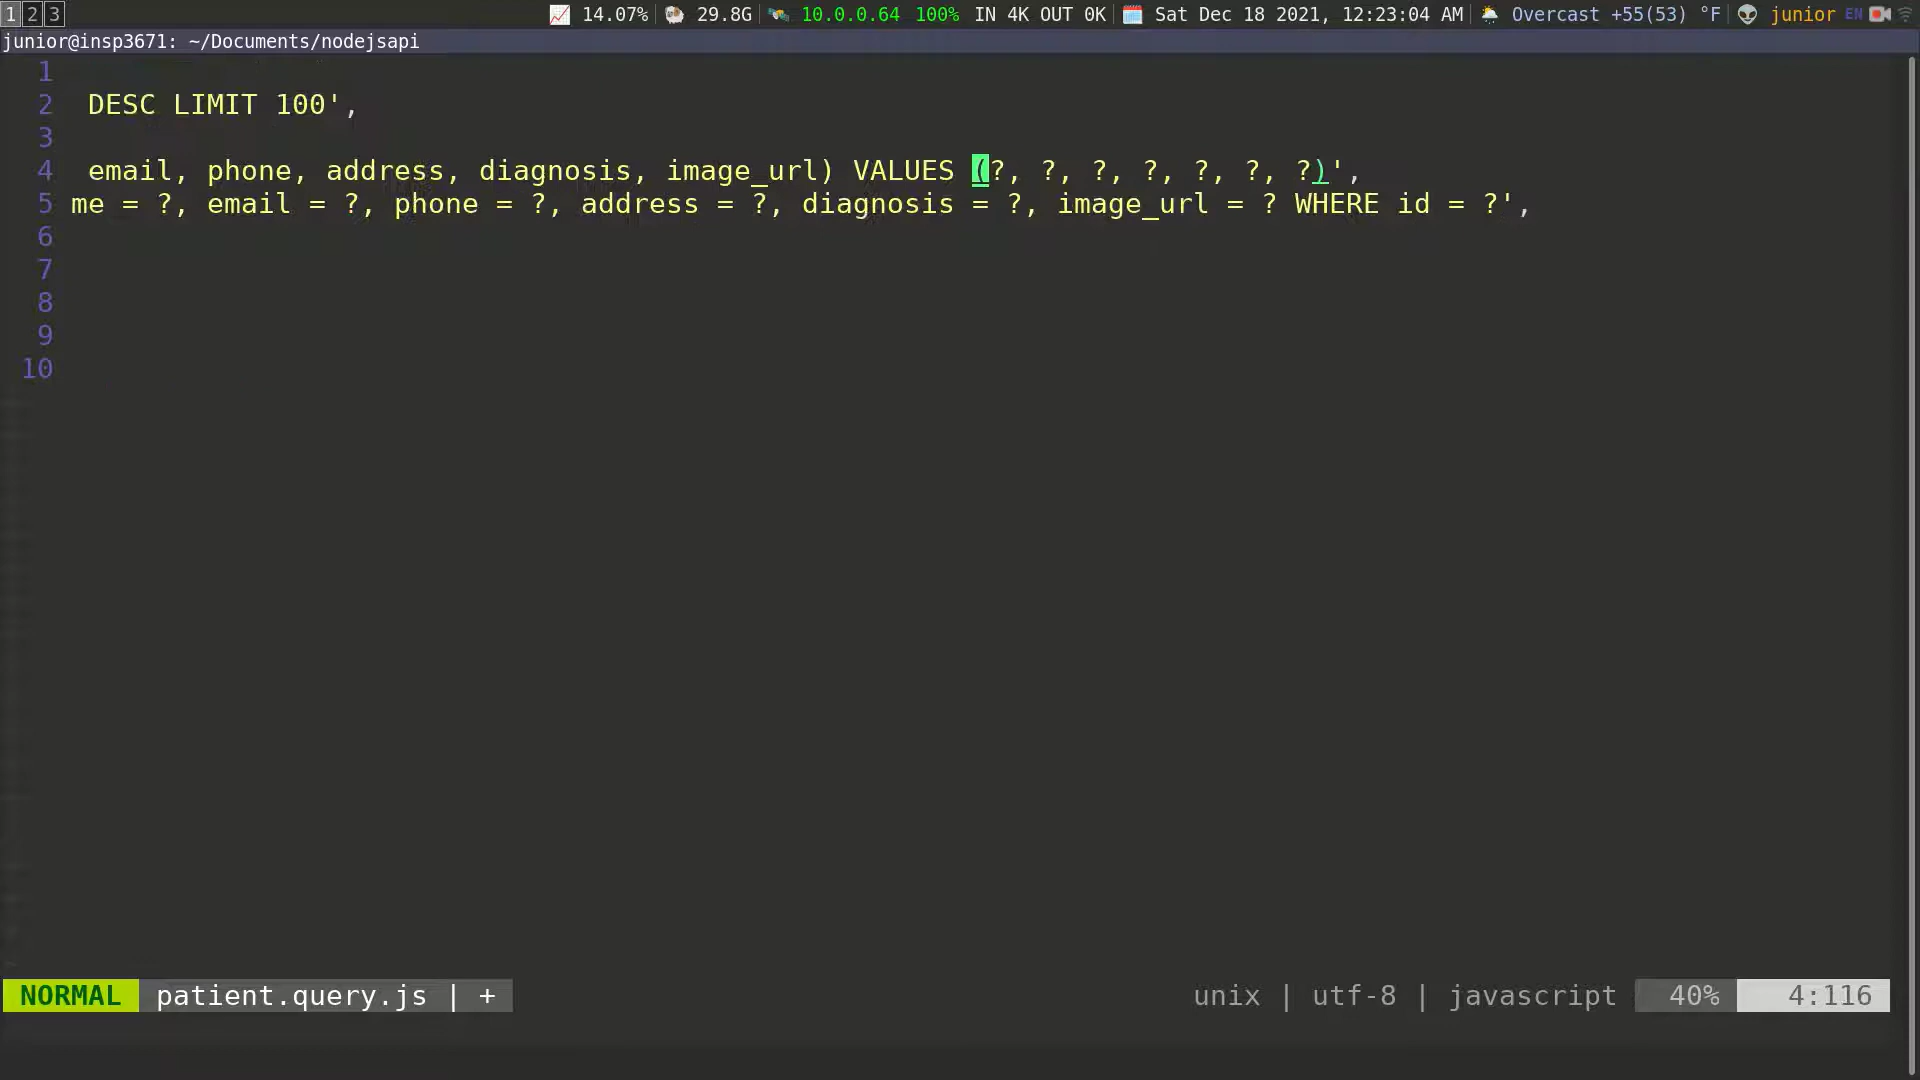 1 2 3 14.07% 29.8G 10.0.0.64 100% IN 4K OUT 0K Sat Dec 18 2021, 12:23:04 AM Overcast +55(53) °F junior EN
junior@insp3671: ~/Documents/nodejsapi
1
2 DESC LIMIT 100',
3
4 email, phone, address, diagnosis, image_url) VALUES (?, ?, ?, ?, ?, ?, ?)',
5 me = ?, email = ?, phone = ?, address = ?, diagnosis = ?, image_url = ? WHERE id = ?',
6
7
8
9
10
NORMAL patient.query.js | + unix | utf-8 | javascript 40% 4:116